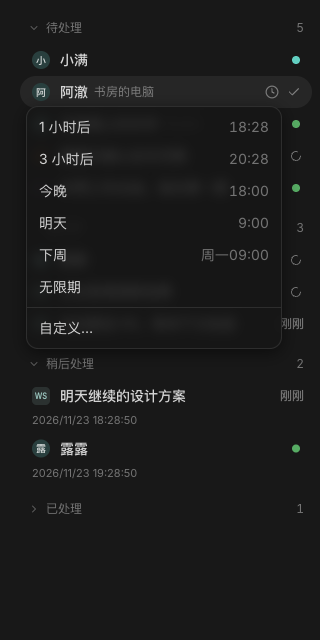 待处理 5
小 小满
阿 阿澈 书房的电脑
1 小时后 18:28
3 小时后 20:28
今晚 18:00
明天 9:00
3
下周 周一09:00
无限期
自定义... 刚刚
稍后处理 2
WS 明天继续的设计方案 刚刚
2026/11/23 18:28:50
露 露露
2026/11/23 19:28:50
已处理 1